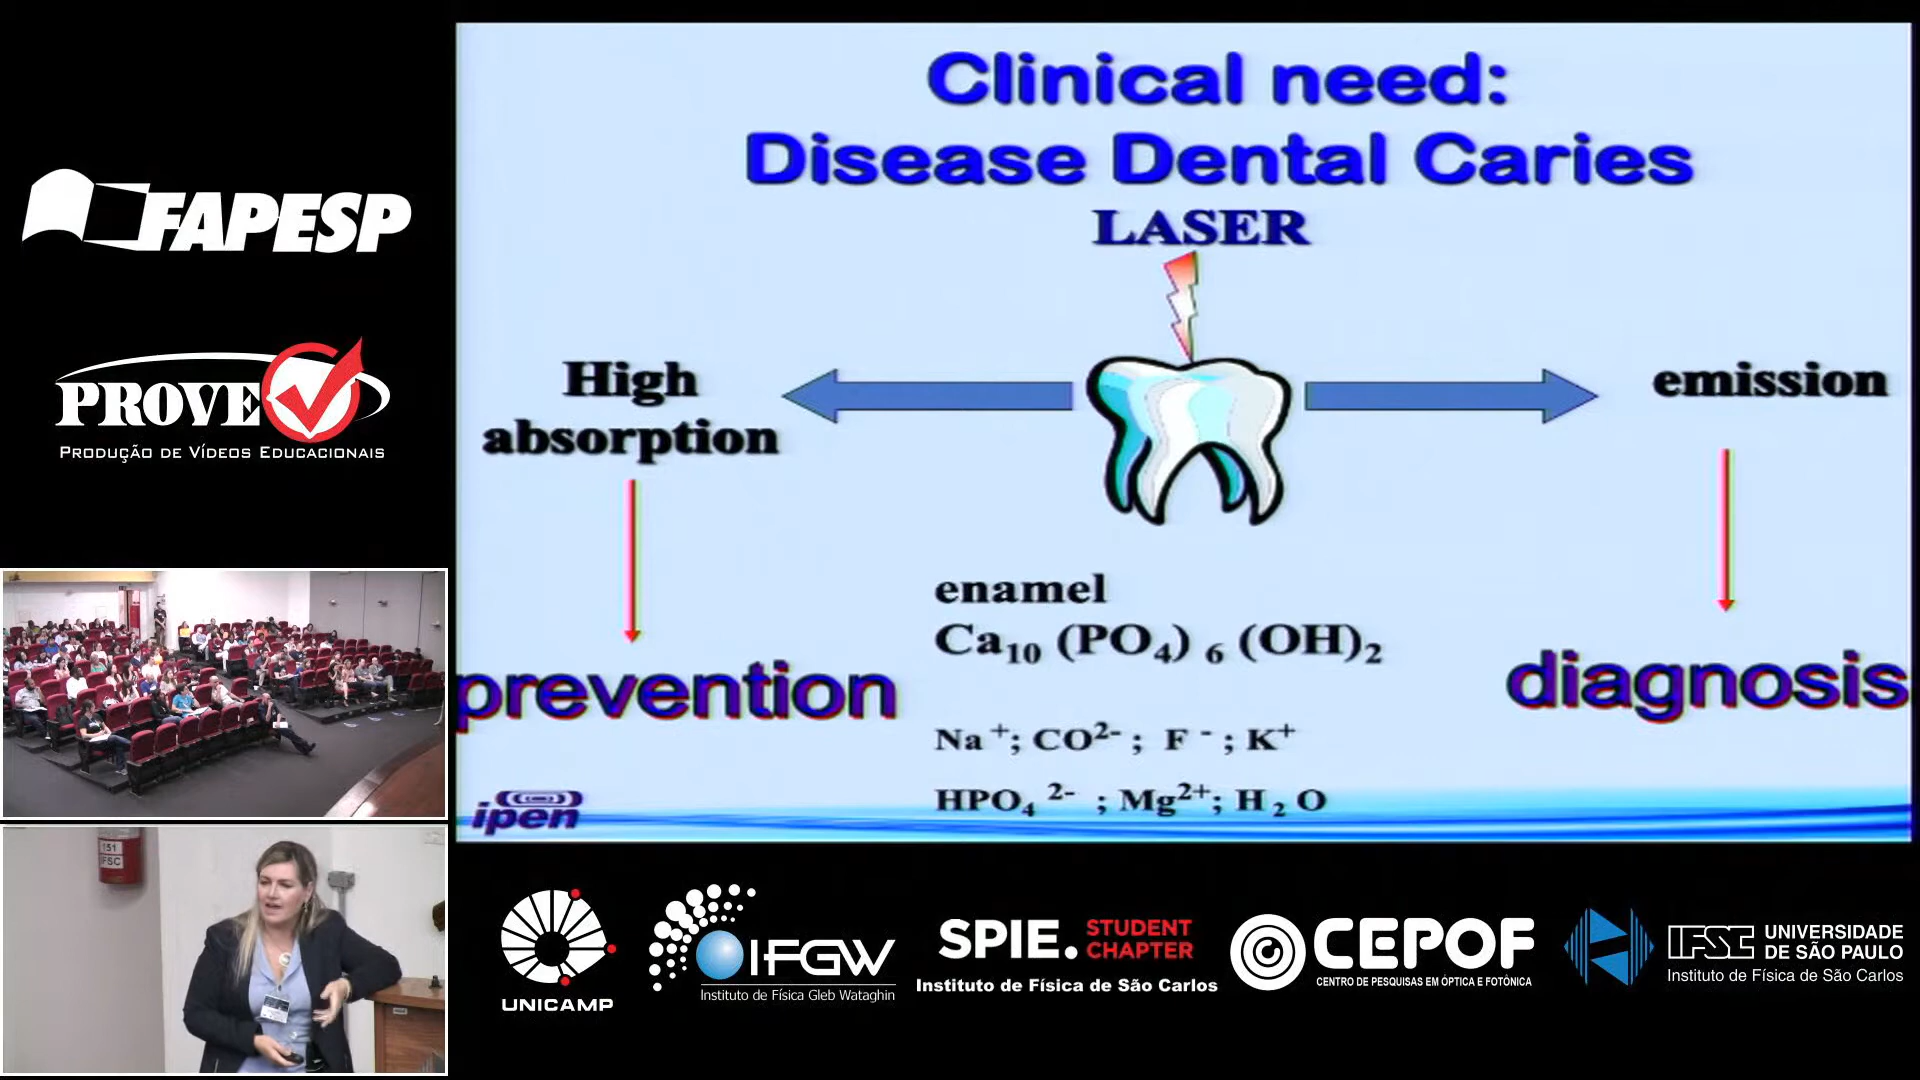 FAPESP
PROVE
PRODUÇÃO DE VÍDEOS EDUCACIONAIS
Clinical need:
Disease Dental Caries
LASER
High
absorption
emission
prevention
diagnosis
enamel
Ca₁₀ (PO₄) ₆ (OH)₂
Na ⁺; CO²⁻ ; F ⁻ ; K⁺
HPO₄ ²⁻ ; Mg²⁺; H ₂ O
ipen
151
IFSC
UNICAMP
IFGW
Instituto de Física Gleb Wataghin
SPIE. STUDENT
CHAPTER
Instituto de Física de São Carlos
CEPOF
CENTRO DE PESQUISAS EM ÓPTICA E FOTÔNICA
IFSC UNIVERSIDADE
DE SÃO PAULO
Instituto de Física de São Carlos